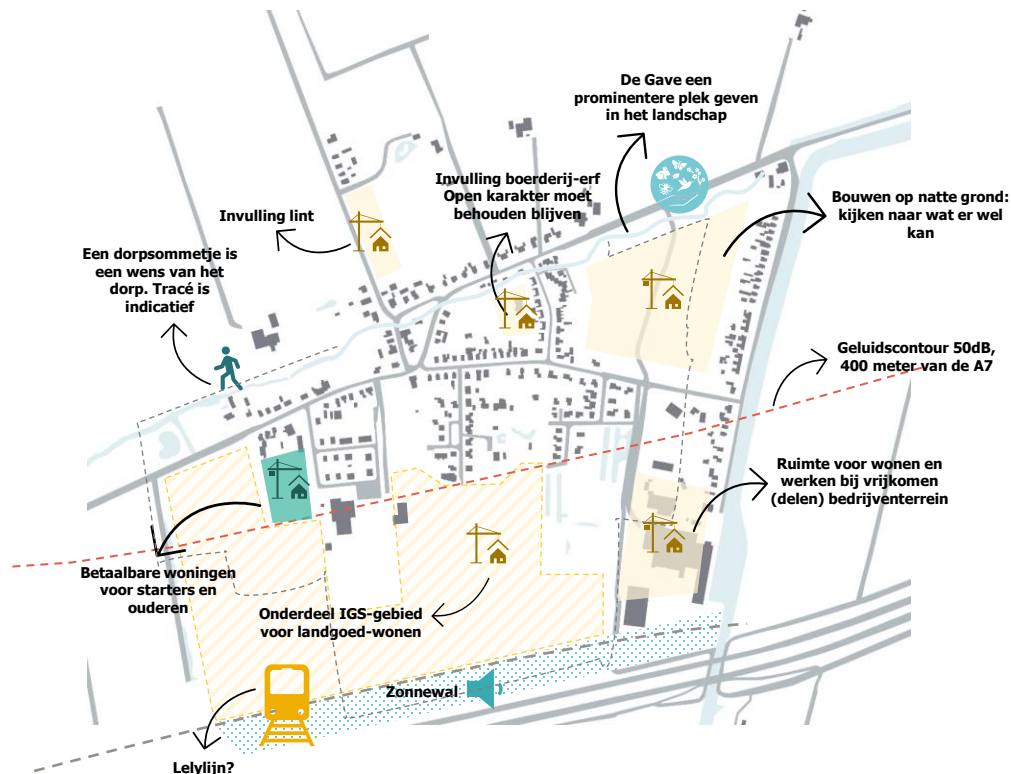 De Gave een
prominentere plek geven
in het landschap
Invulling boerderij-erf
Open karakter moet
behouden blijven
Bouwen op natte grond:
kijken naar wat er wel
kan
Invulling lint
Een dorpsommetje is
een wens van het
dorp. Tracé is
indicatief
Geluidscontour 50dB,
400 meter van de A7
Ruimte voor wonen en
werken bij vrijkomen
(delen) bedrijventerrein
Betaalbare woningen
voor starters en
ouderen
Onderdeel IGS-gebied
voor landgoed-wonen
Zonnewal
Lelylijn?